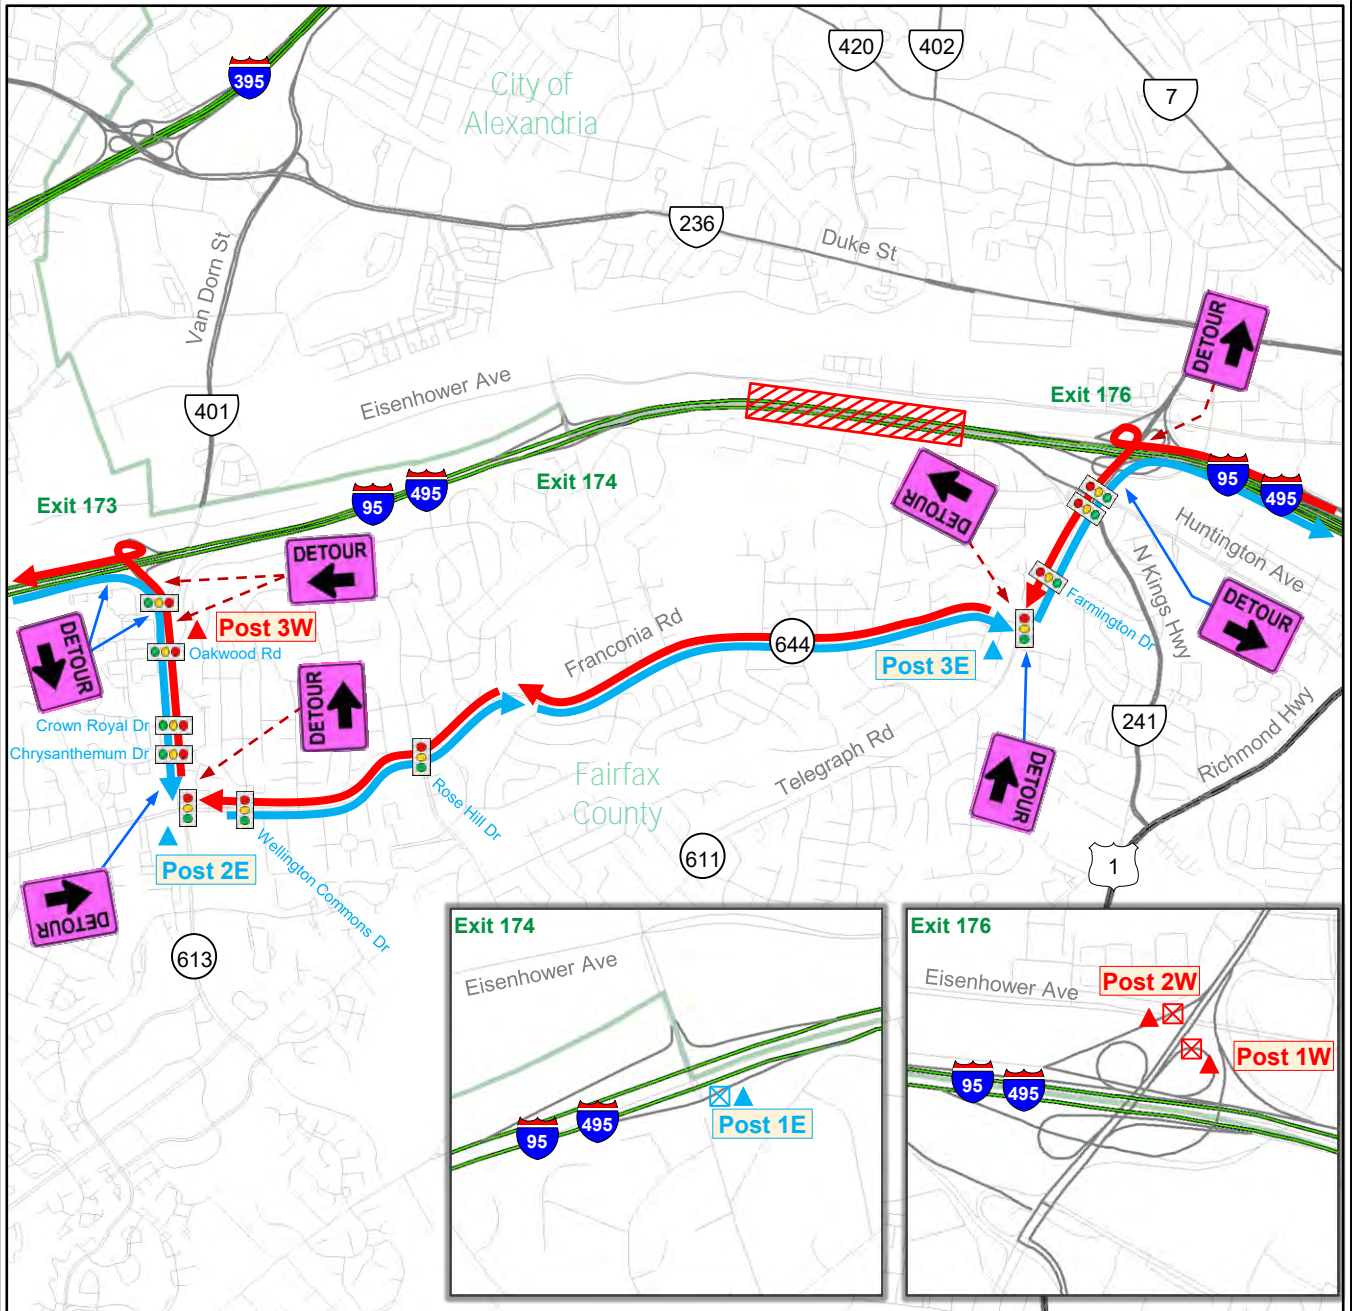 395
City of
Alexandria
420
402
7
236
Duke St
Van Dorn St
DETOUR
401
Eisenhower Ave
Exit 176
Exit 173
95
495
Exit 174
95
495
DETOUR
Huntington Ave
DETOUR
N Kings Hwy
DETOUR
Post 3W
Oakwood Rd
DETOUR
Franconia Rd
644
Farmington Dr
Post 3E
DETOUR
DETOUR
Crown Royal Dr
Chrysanthemum Dr
241
Richmond Hwy
Telegraph Rd
DETOUR
Fairfax
County
Rose Hill Dr
Wellington Commons Dr
611
1
Post 2E
DETOUR
613
Exit 174
Eisenhower Ave
95
495
Post 1E
Exit 176
Eisenhower Ave
Post 2W
Post 1W
95
495